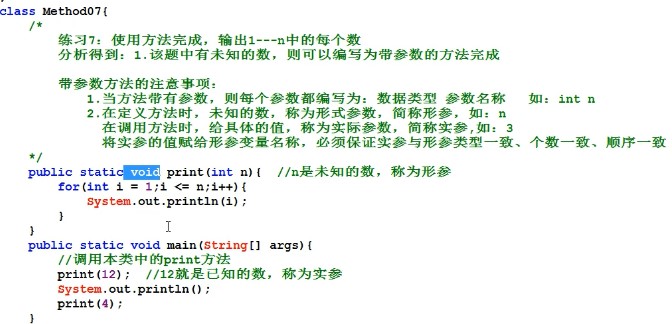 class Method07{
/*
练习7：使用方法完成，输出1---n中的每个数
分析得到：1.该题中有未知的数，则可以编写为带参数的方法完成
带参数方法的注意事项：
1.当方法带有参数，则每个参数都编写为：数据类型 参数名称 如：int n
2.在定义方法时，未知的数，称为形式参数，简称形参，如：n
在调用方法时，给具体的值，称为实际参数，简称实参，如：3
将实参的值赋给形参变量名称，必须保证实参与形参类型一致、个数一致、顺序一致
*/
public static void print(int n){ //n是未知的数，称为形参
for(int i = 1;i <= n;i++){
System.out.println(i);
}
}
public static void main(String[] args){
//调用本类中的print方法
print(12); //12就是已知的数，称为实参
System.out.println();
print(4);
}